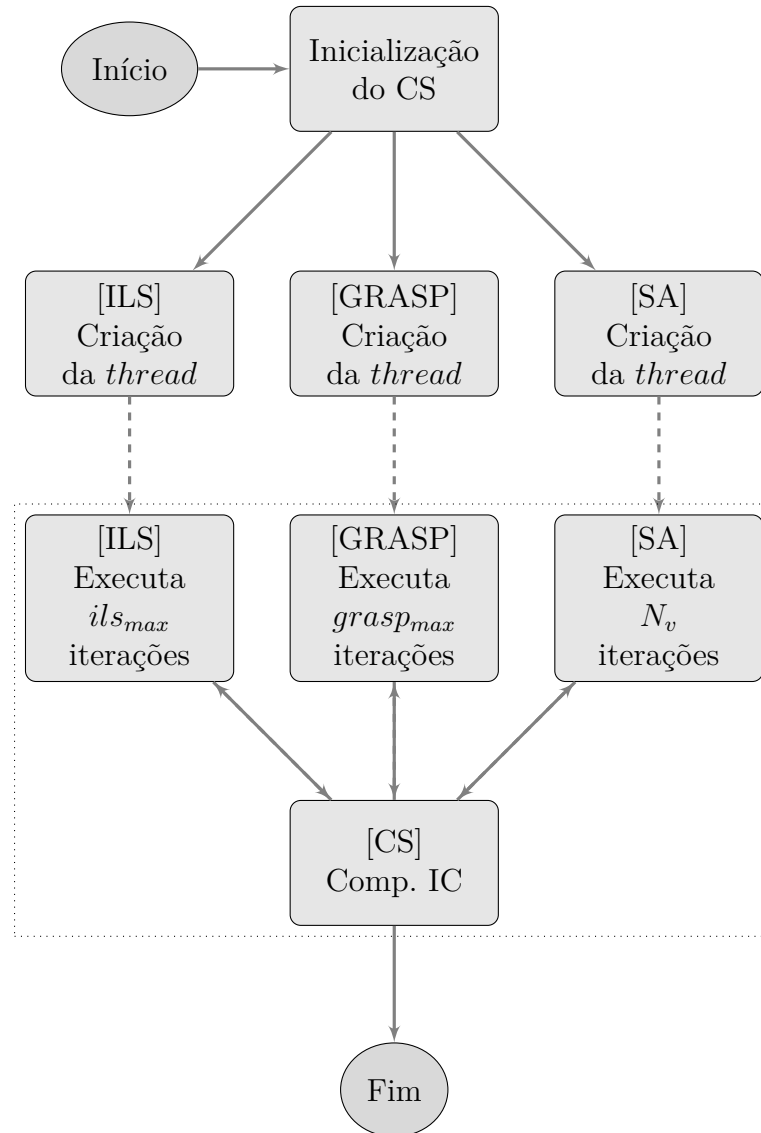 Início
Inicialização
do CS
[ILS]
Criação
da thread
[GRASP]
Criação
da thread
[SA]
Criação
da thread
[ILS]
Executa
ils_max
iterações
[GRASP]
Executa
grasp_max
iterações
[SA]
Executa
N_v
iterações
[CS]
Comp. IC
Fim